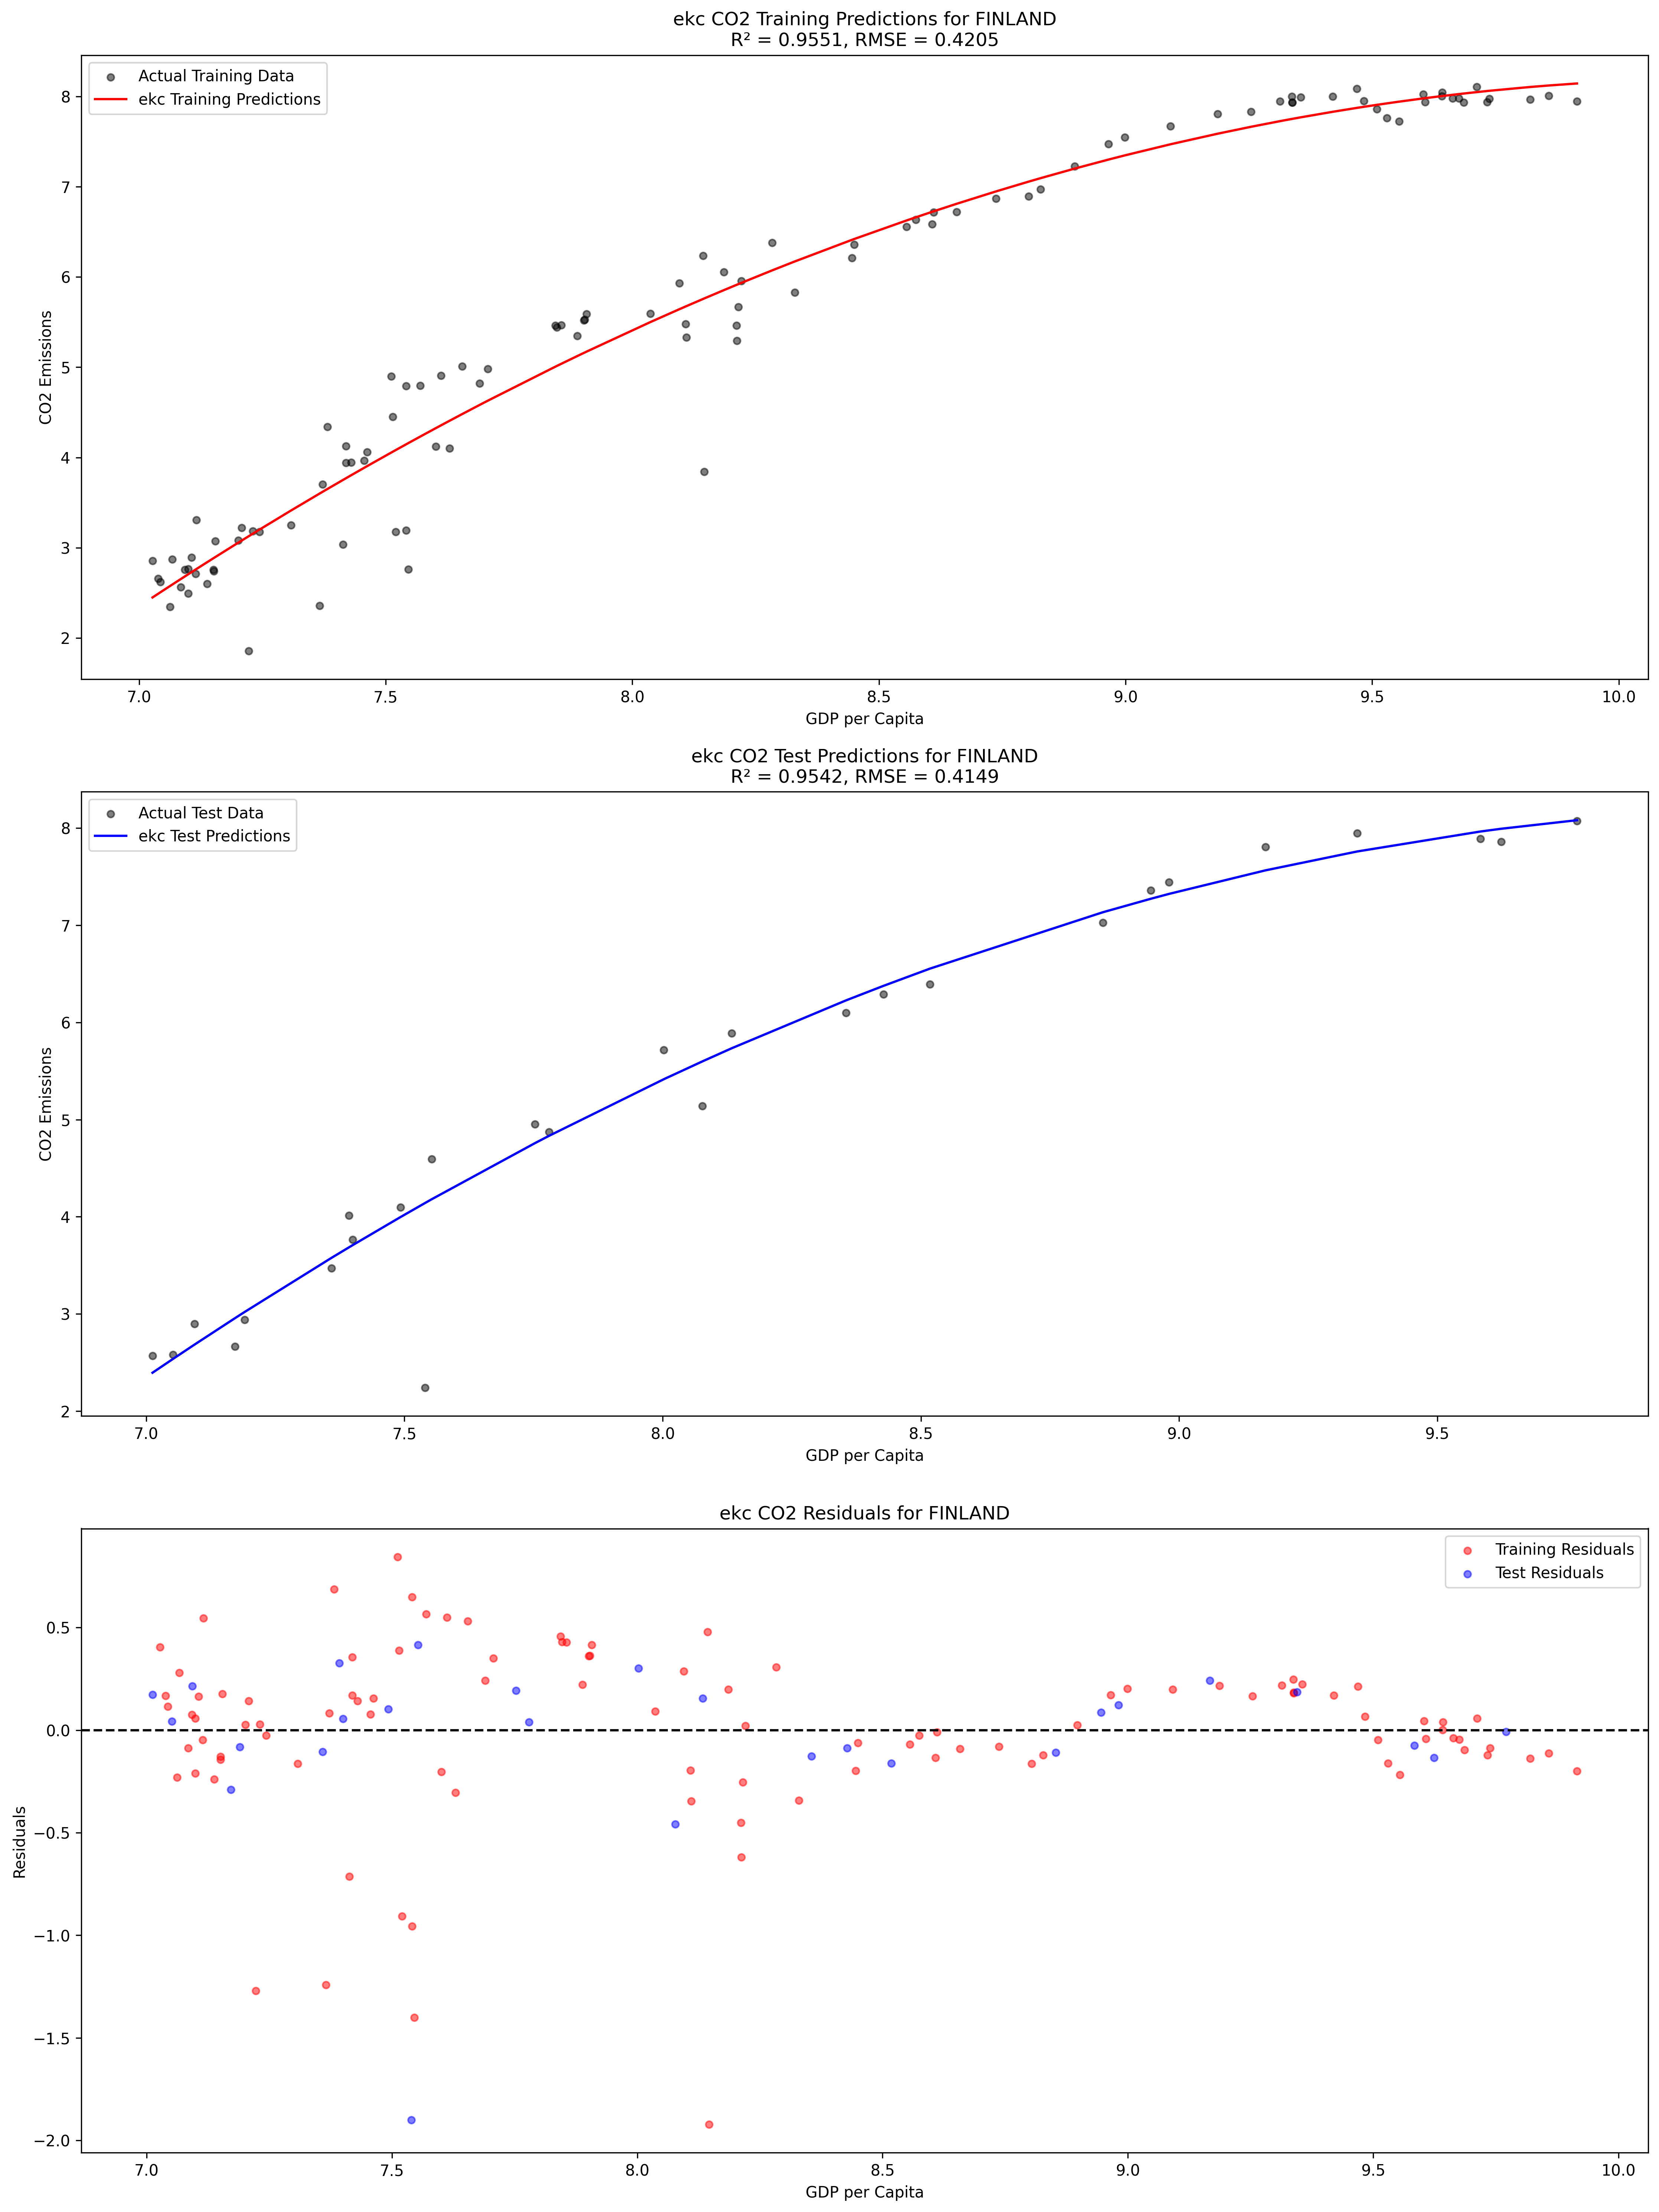 ekc CO2 Training Predictions for FINLAND
R² = 0.9551, RMSE = 0.4205
Actual Training Data
ekc Training Predictions
8
7
6
5
4
3
2
CO2 Emissions
7.0 7.5 8.0 8.5 9.0 9.5 10.0
GDP per Capita
ekc CO2 Test Predictions for FINLAND
R² = 0.9542, RMSE = 0.4149
Actual Test Data
ekc Test Predictions
8
7
6
5
4
3
2
CO2 Emissions
7.0 7.5 8.0 8.5 9.0 9.5
GDP per Capita
ekc CO2 Residuals for FINLAND
Training Residuals
Test Residuals
0.5
0.0
−0.5
−1.0
−1.5
−2.0
Residuals
7.0 7.5 8.0 8.5 9.0 9.5 10.0
GDP per Capita